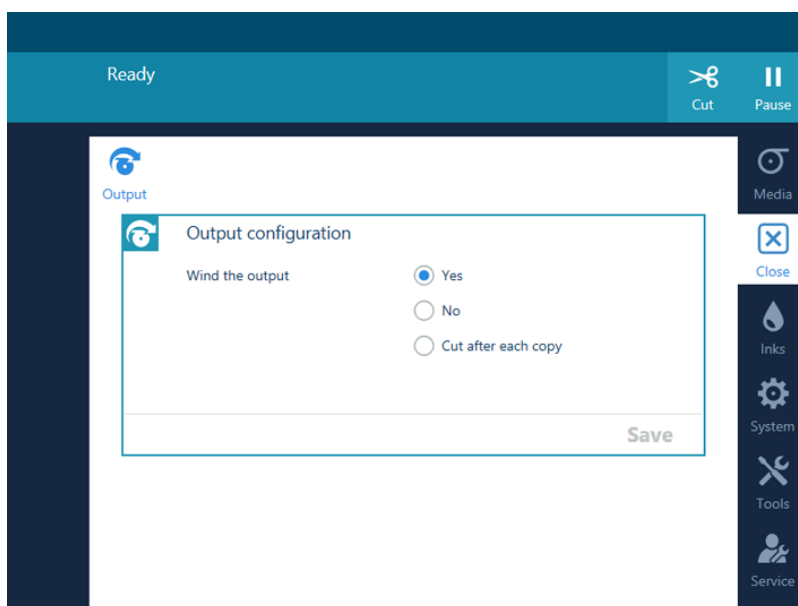 Ready
Cut
Pause
Output
Media
Output configuration
Wind the output
Yes
Close
No
Cut after each copy
Inks
Save
System
Tools
Service